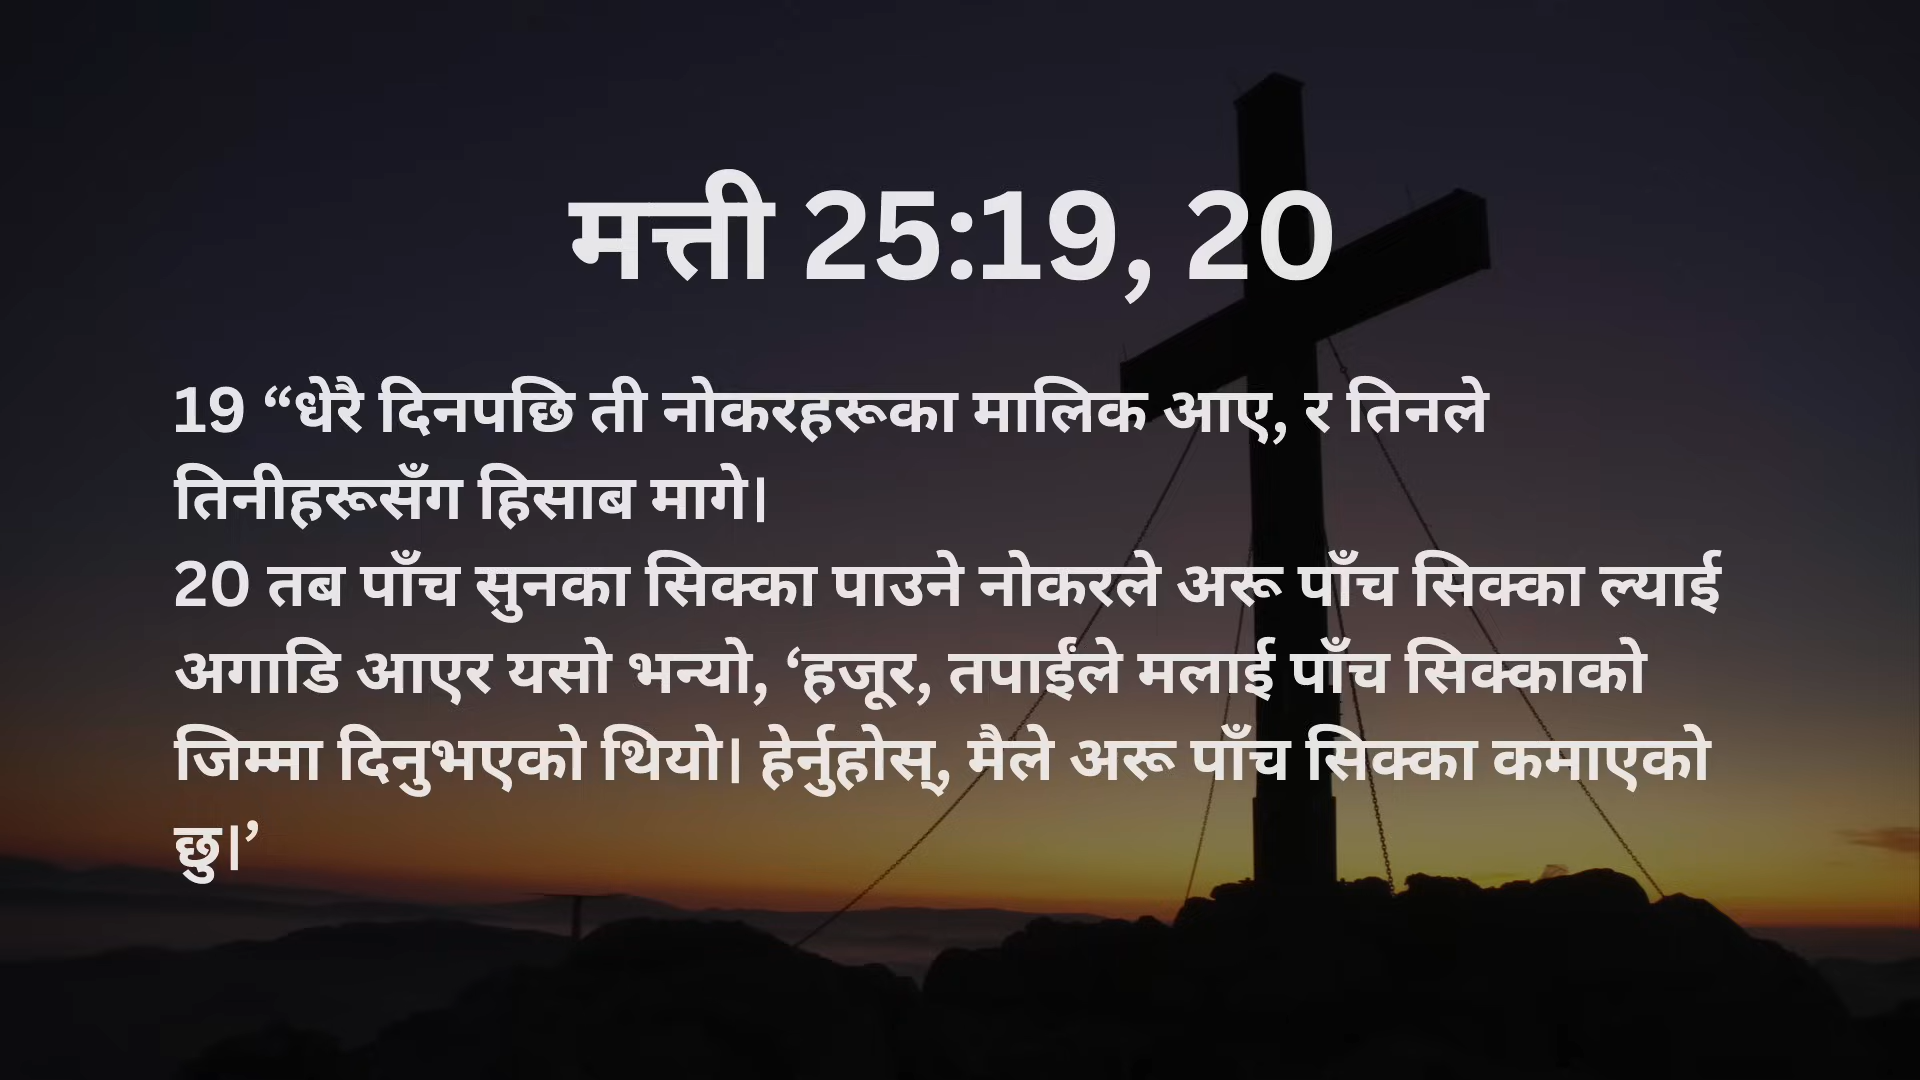 मत्ती 25:19, 20
19 “धेरै दिनपछि ती नोकरहरूका मालिक आए, र तिनले
तिनीहरूसँग हिसाब मागे|
20 तब पाँच सुनका सिक्का पाउने नोकरले अरू पाँच सिक्का ल्याई
अगाडि आएर यसो भन्यो, ‘हजूर, तपाईंले मलाई पाँच सिक्काको
जिम्मा दिनुभएको थियो| हेर्नुहोस्, मैले अरू पाँच सिक्का कमाएको
छु|’